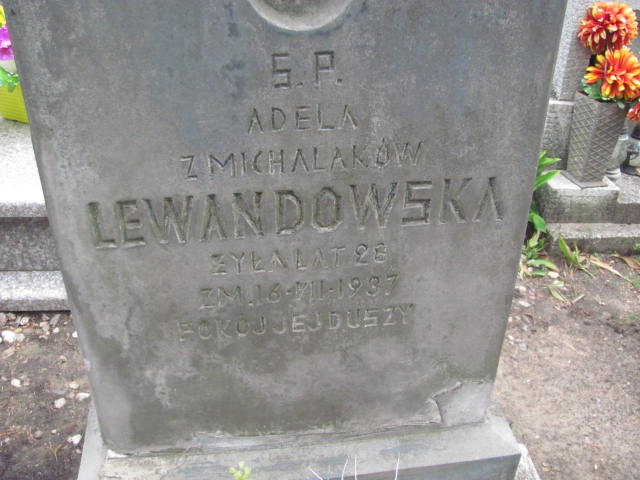 Ś.P.
ADELA
Z MICHALAKÓW
LEWANDOWSKA
ŻYŁA LAT 28
ZM. 16-VII-1937
POKÓJ JEJ DUSZY